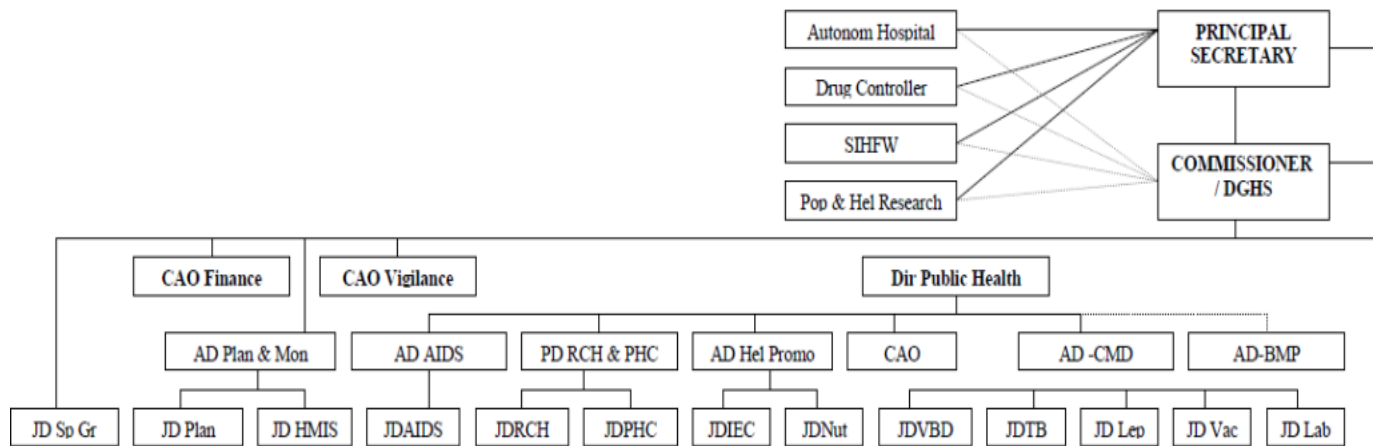 Autonom Hospital
PRINCIPAL
SECRETARY
Drug Controller
SIHFW
COMMISSIONER
/ DGHS
Pop & Hel Research
CAO Finance
CAO Vigilance
Dir Public Health
AD Plan & Mon
AD AIDS
PD RCH & PHC
AD Hel Promo
CAO
AD -CMD
AD-BMP
JD Sp Gr
JD Plan
JD HMIS
JDAIDS
JDRCH
JDPHC
JDIEC
JDNut
JDVBD
JDTB
JD Lep
JD Vac
JD Lab